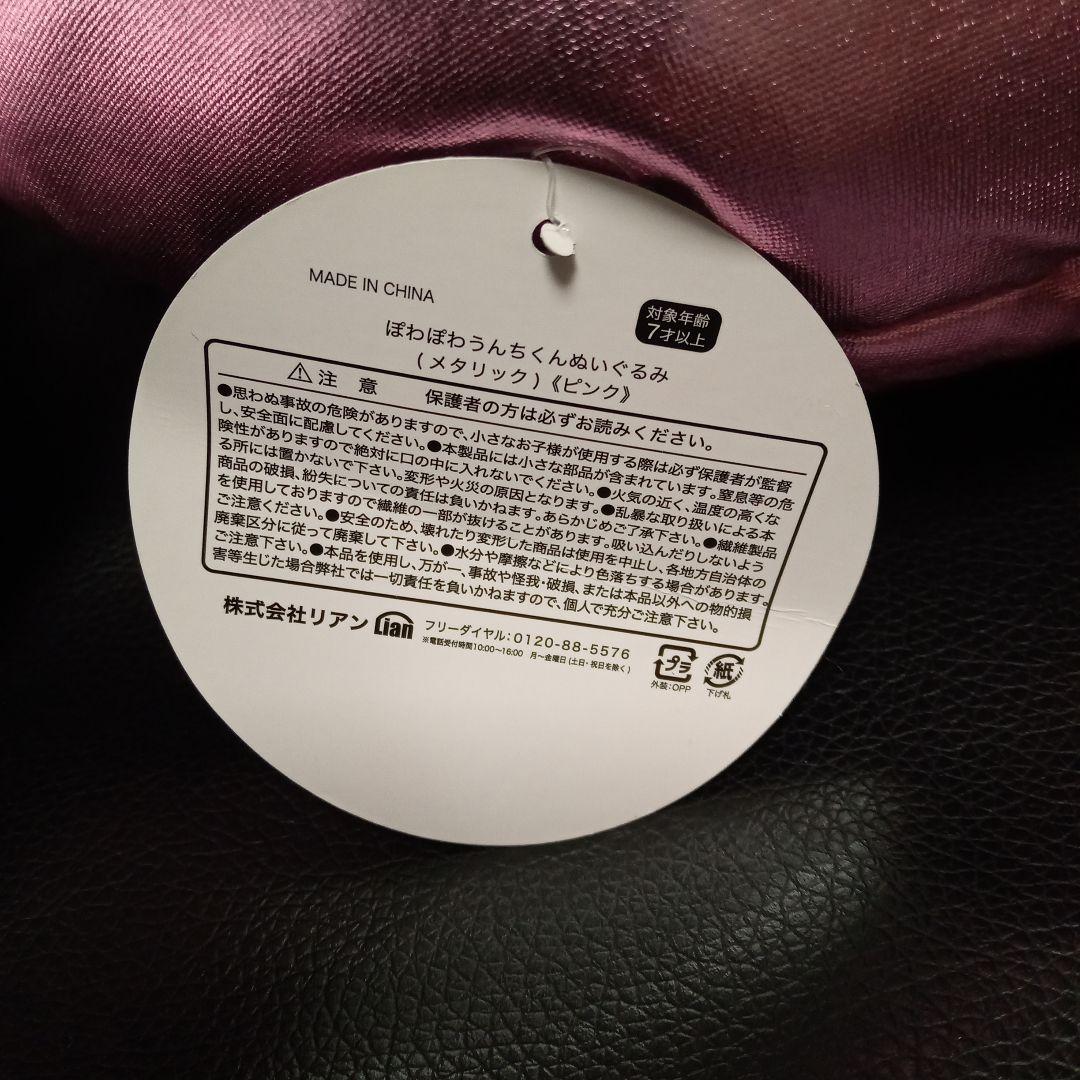 MADE IN CHINA
対象年齢
7才以上
ぽわぽわうんちくんぬいぐるみ
(メタリック)《ピンク》
⚠注 意 保護者の方は必ずお読みください。
●思わぬ事故の危険がありますので、小さなお子様が使用する際は必ず保護者が監督
し、安全面に配慮してください。●本製品には小さな部品が含まれています。窒息等の危
険性がありますので絶対に口の中に入れないでください。●火気の近く、温度の高くな
る所には置かないで下さい。変形や火災の原因となります。●乱暴な取り扱いによる本
商品の破損、紛失についての責任は負いかねます。あらかじめご了承下さい。●繊維製品
を使用しておりますので繊維の一部が抜けることがあります。吸い込んだりしないよう
ご注意ください。●安全のため、壊れたり変形した商品は使用を中止し、各地方自治体の
廃棄区分に従って廃棄して下さい。●水分や摩擦などにより色落ちする場合があります。
ご注意下さい。●本品を使用し、万が一、事故や怪我・破損、または本品以外への物的損
害等生じた場合弊社では一切責任を負いかねますので、個人で充分ご注意下さい。
株式会社リアン Lian フリーダイヤル:0120-88-5576
※電話受付時間10:00〜16:00 月〜金曜日(土日・祝日を除く)
プラ
外装:OPP
紙
下げ札